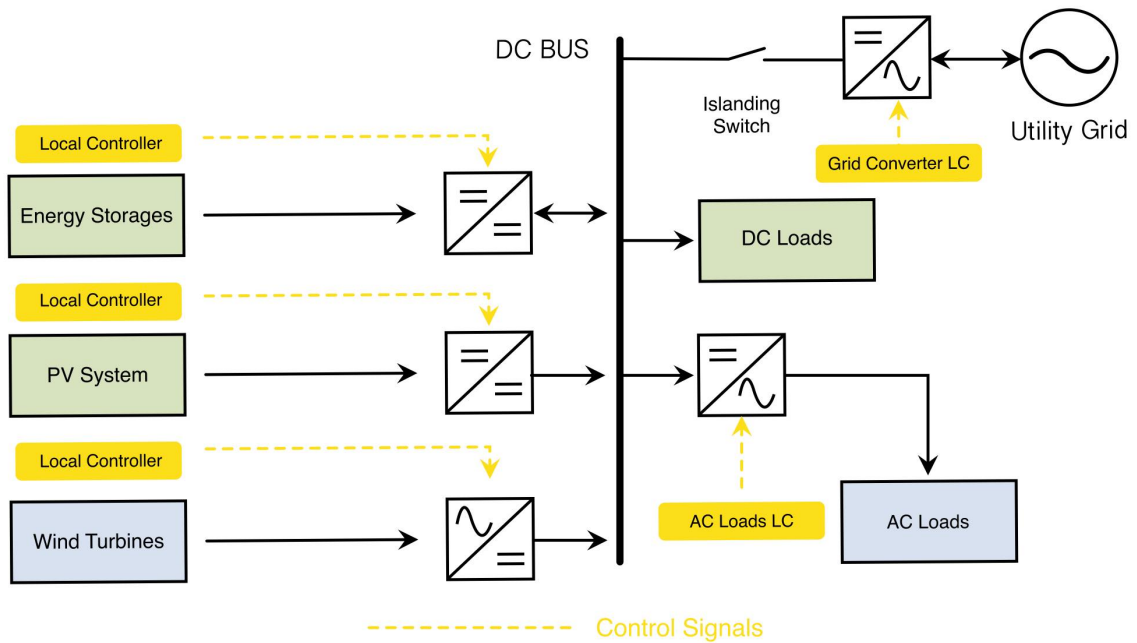 DC BUS
Islanding
Switch
Utility Grid
Local Controller
Grid Converter LC
Energy Storages
DC Loads
Local Controller
PV System
Local Controller
AC Loads LC
AC Loads
Wind Turbines
Control Signals